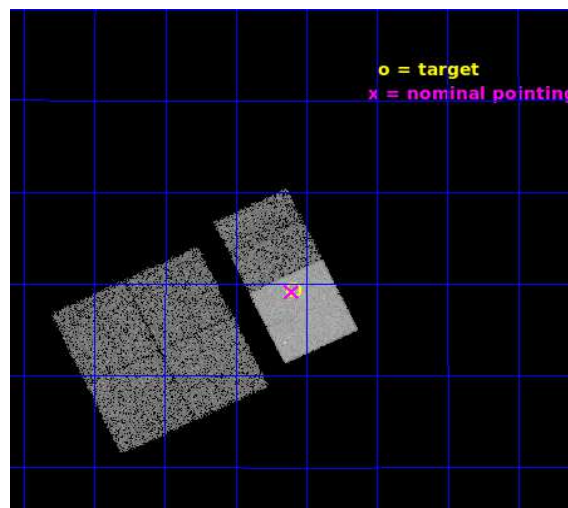 o = target
x = nominal pointing